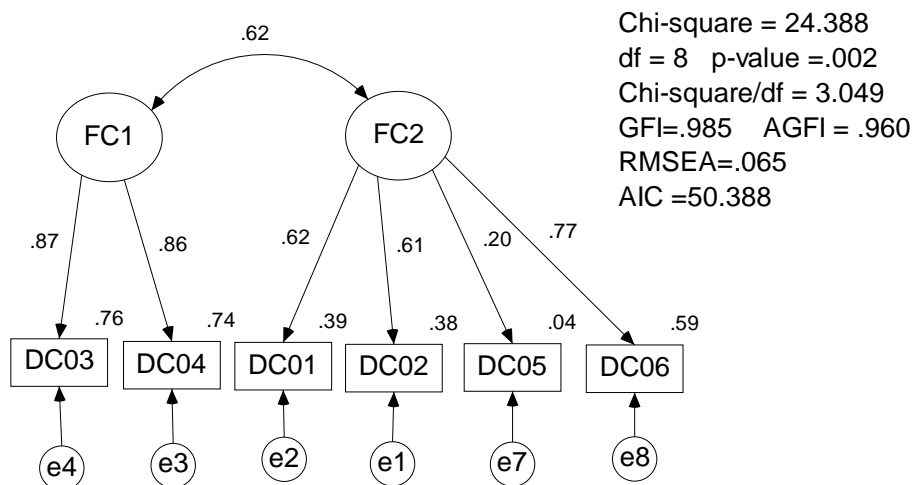 .62
Chi-square = 24.388
df = 8 p-value =.002
Chi-square/df = 3.049
GFI=.985 AGFI = .960
RMSEA=.065
AIC =50.388
FC1 FC2
.87 .86 .62 .61 .20 .77
.76 .74 .39 .38 .04 .59
DC03 DC04 DC01 DC02 DC05 DC06
e4 e3 e2 e1 e7 e8